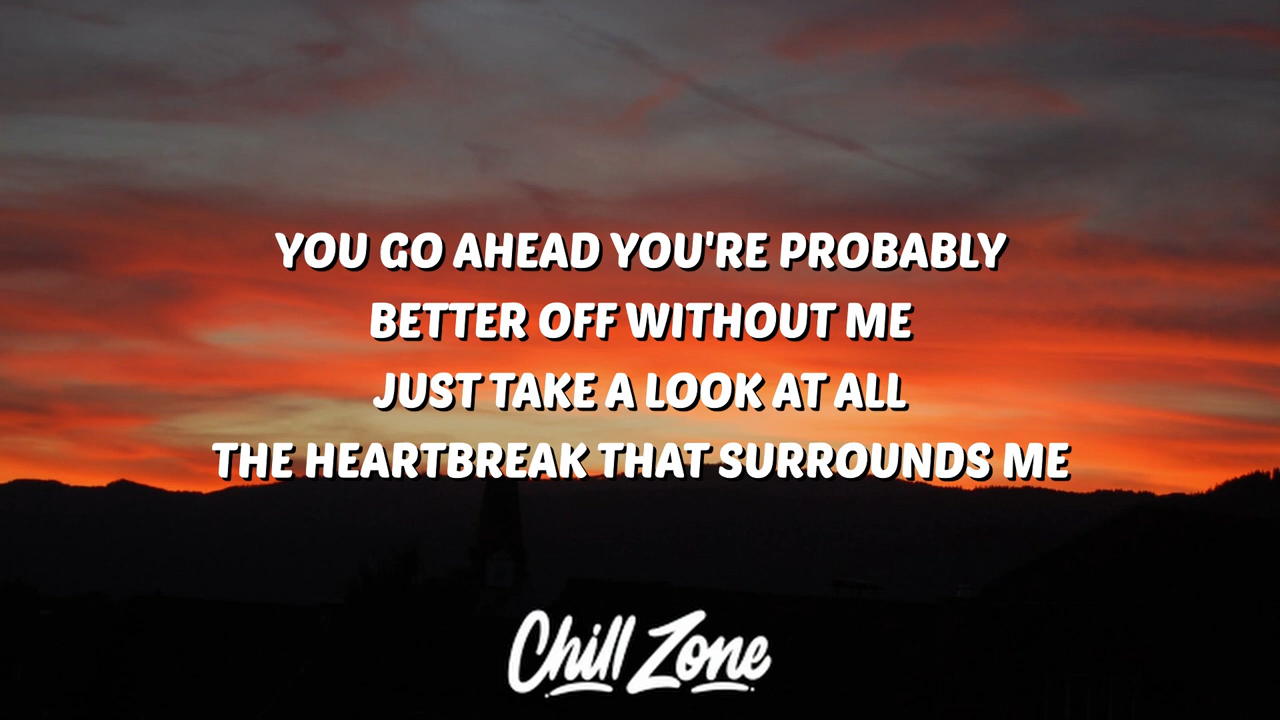 YOU GO AHEAD YOU'RE PROBABLY
BETTER OFF WITHOUT ME
JUST TAKE A LOOK AT ALL
THE HEARTBREAK THAT SURROUNDS ME
Chill Zone